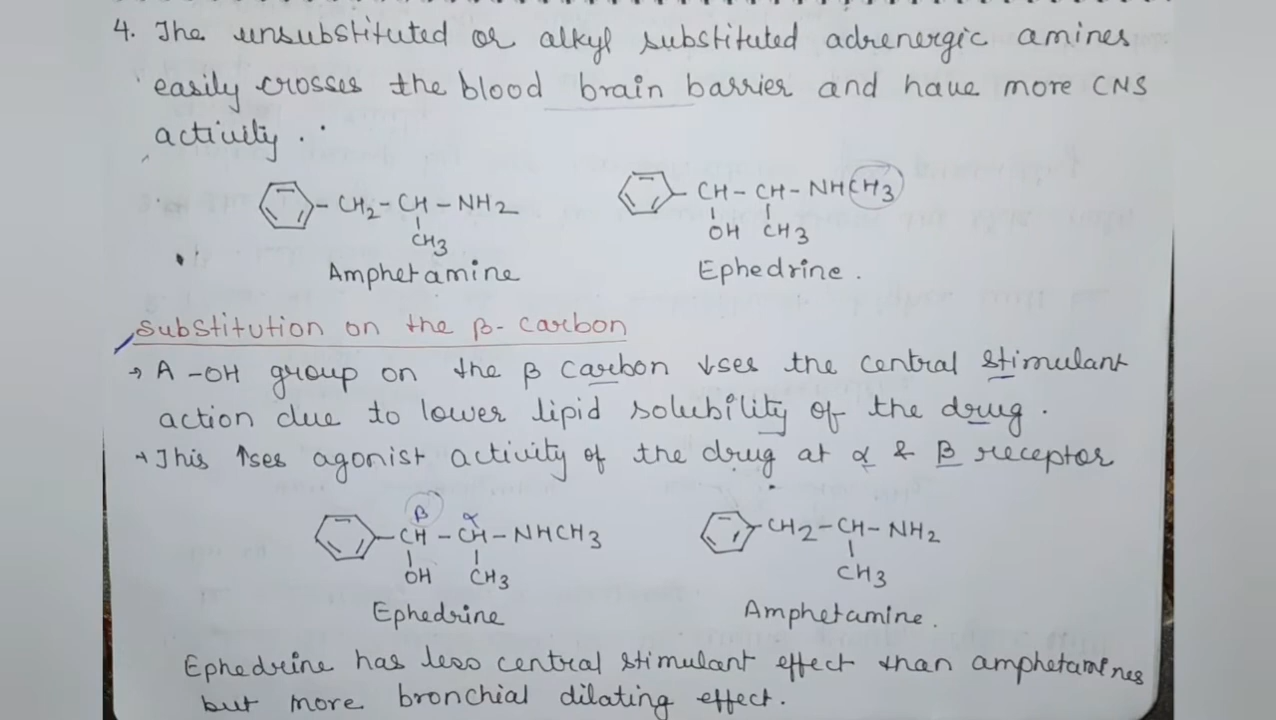 4. The unsubstituted or alkyl substituted adrenergic amines
easily crosses the blood brain barrier and have more CNS
activity.
CH2-CH-NH2
CH3
Amphetamine
CH-CH-NHCH3
OH CH3
Ephedrine.
Substitution on the β-carbon
→ A -OH group on the β carbon ↓ses the central stimulant
action due to lower lipid solubility of the drug.
→ This ↑ses agonist activity of the drug at α & β receptor
β α
CH-CH-NHCH3
OH CH3
Ephedrine
CH2-CH-NH2
CH3
Amphetamine.
Ephedrine has less central stimulant effect than amphetamines
but more bronchial dilating effect.